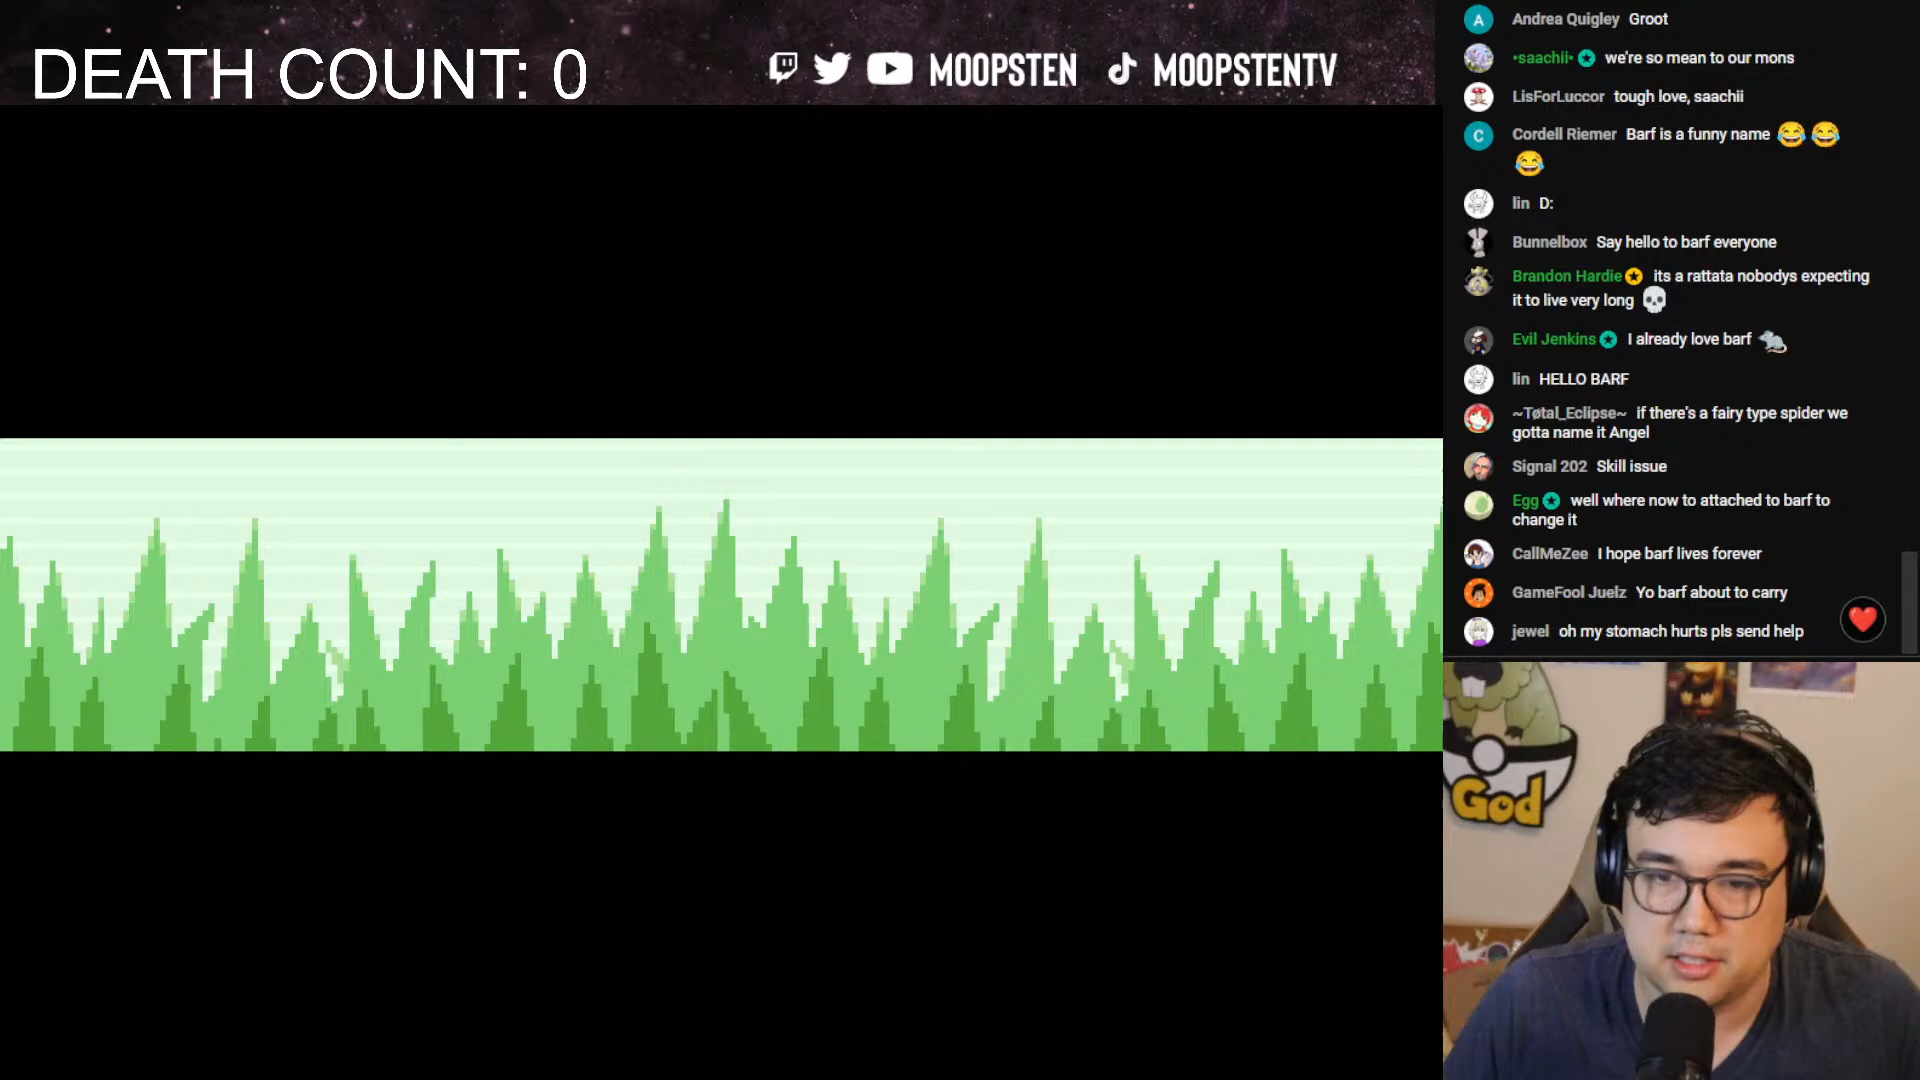 DEATH COUNT: 0
MOOPSTEN MOOPSTENTV
A Andrea Quigley Groot
•saachii• we're so mean to our mons
LisForLuccor tough love, saachii
C Cordell Riemer Barf is a funny name 😂 😂
😂
lin D:
Bunnelbox Say hello to barf everyone
Brandon Hardie its a rattata nobodys expecting
it to live very long 💀
Evil Jenkins I already love barf 🐀
lin HELLO BARF
~Tøtal_Eclipse~ if there's a fairy type spider we
gotta name it Angel
Signal 202 Skill issue
Egg well where now to attached to barf to
change it
CallMeZee I hope barf lives forever
GameFool Juelz Yo barf about to carry
jewel oh my stomach hurts pls send help
God